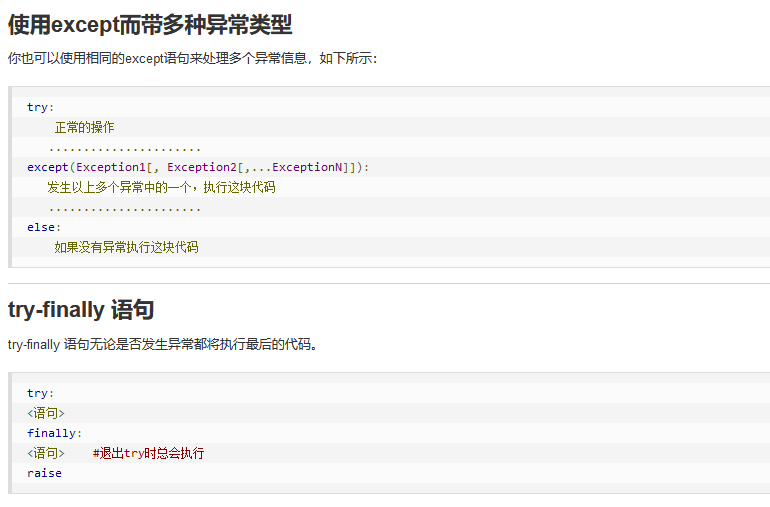 使用except而带多种异常类型
你也可以使用相同的except语句来处理多个异常信息，如下所示：
try:
    正常的操作
   ......................
except(Exception1[, Exception2[,...ExceptionN]]):
   发生以上多个异常中的一个，执行这块代码
   ......................
else:
    如果没有异常执行这块代码
try-finally 语句
try-finally 语句无论是否发生异常都将执行最后的代码。
try:
<语句>
finally:
<语句>    #退出try时总会执行
raise